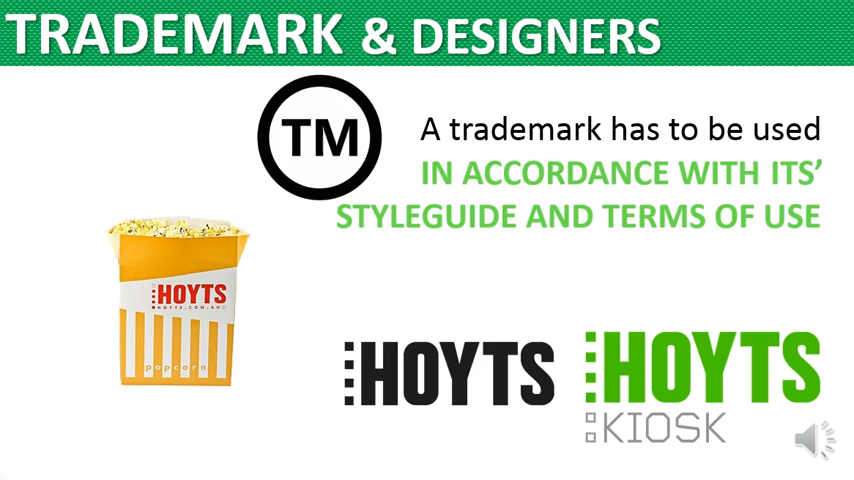 TRADEMARK & DESIGNERS
TM
A trademark has to be used
IN ACCORDANCE WITH ITS’
STYLEGUIDE AND TERMS OF USE
HOYTS
HOYTS.COM.AU
popcorn
HOYTS
HOYTS
KIOSK